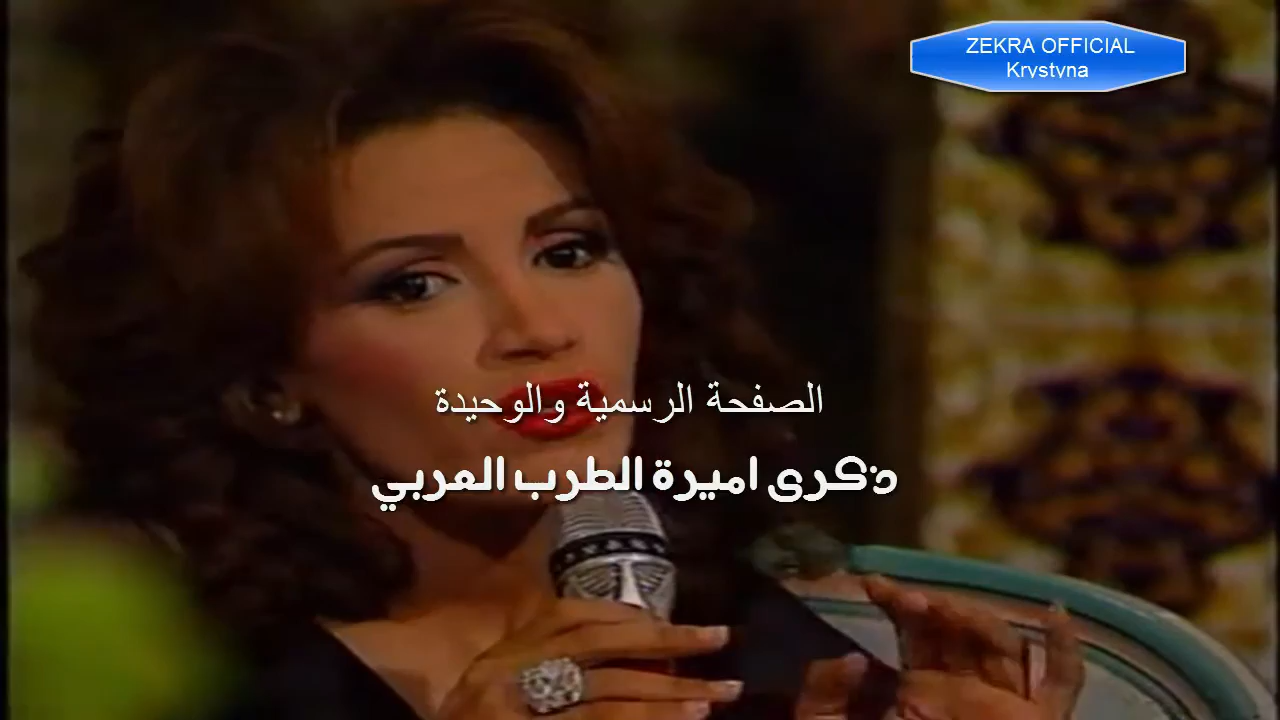 ZEKRA OFFICIAL
Krystyna
الصفحة الرسمية والوحيدة
ذكرى اميرة الطرب العربي